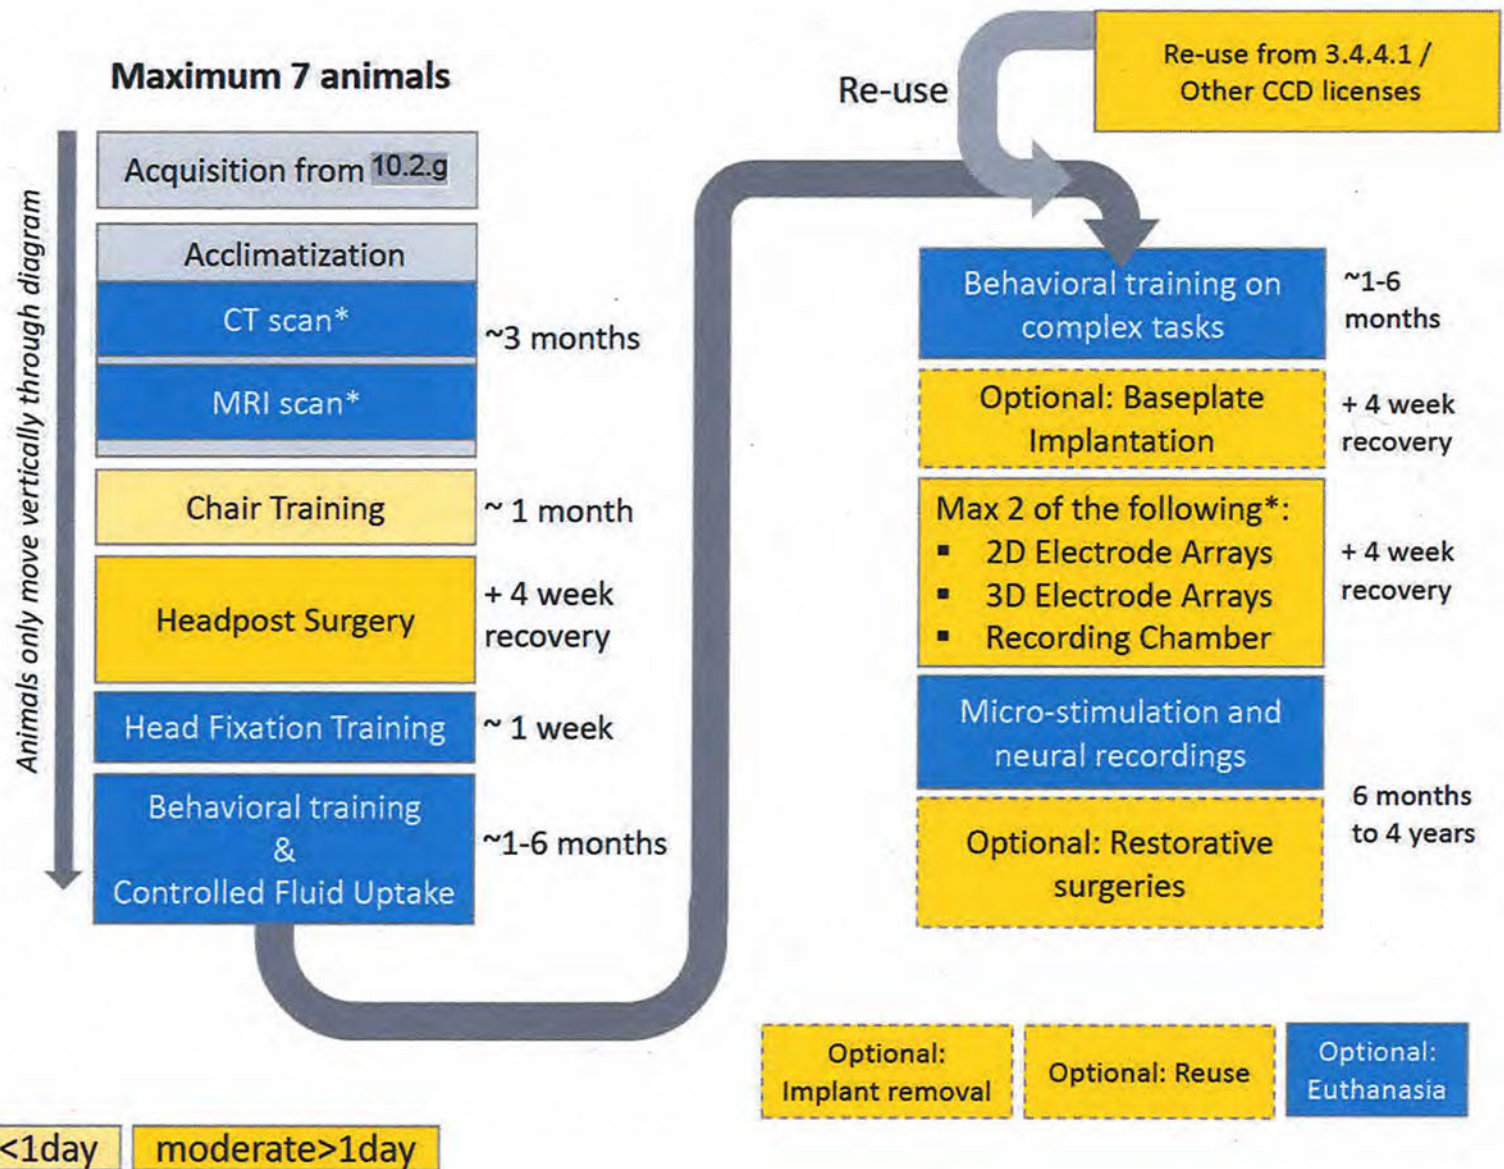 Maximum 7 animals
Animals only move vertically through diagram
Acquisition from 10.2.g
Acclimatization
CT scan*
MRI scan*
~3 months
Chair Training
~ 1 month
Headpost Surgery
+ 4 week
recovery
Head Fixation Training
~ 1 week
Behavioral training
&
Controlled Fluid Uptake
~1-6 months
Re-use
Re-use from 3.4.4.1 /
Other CCD licenses
Behavioral training on
complex tasks
~1-6
months
Optional: Baseplate
Implantation
+ 4 week
recovery
Max 2 of the following*:
▪ 2D Electrode Arrays
▪ 3D Electrode Arrays
▪ Recording Chamber
+ 4 week
recovery
Micro-stimulation and
neural recordings
Optional: Restorative
surgeries
6 months
to 4 years
Optional:
Implant removal
Optional: Reuse
Optional:
Euthanasia
<1day
moderate>1day